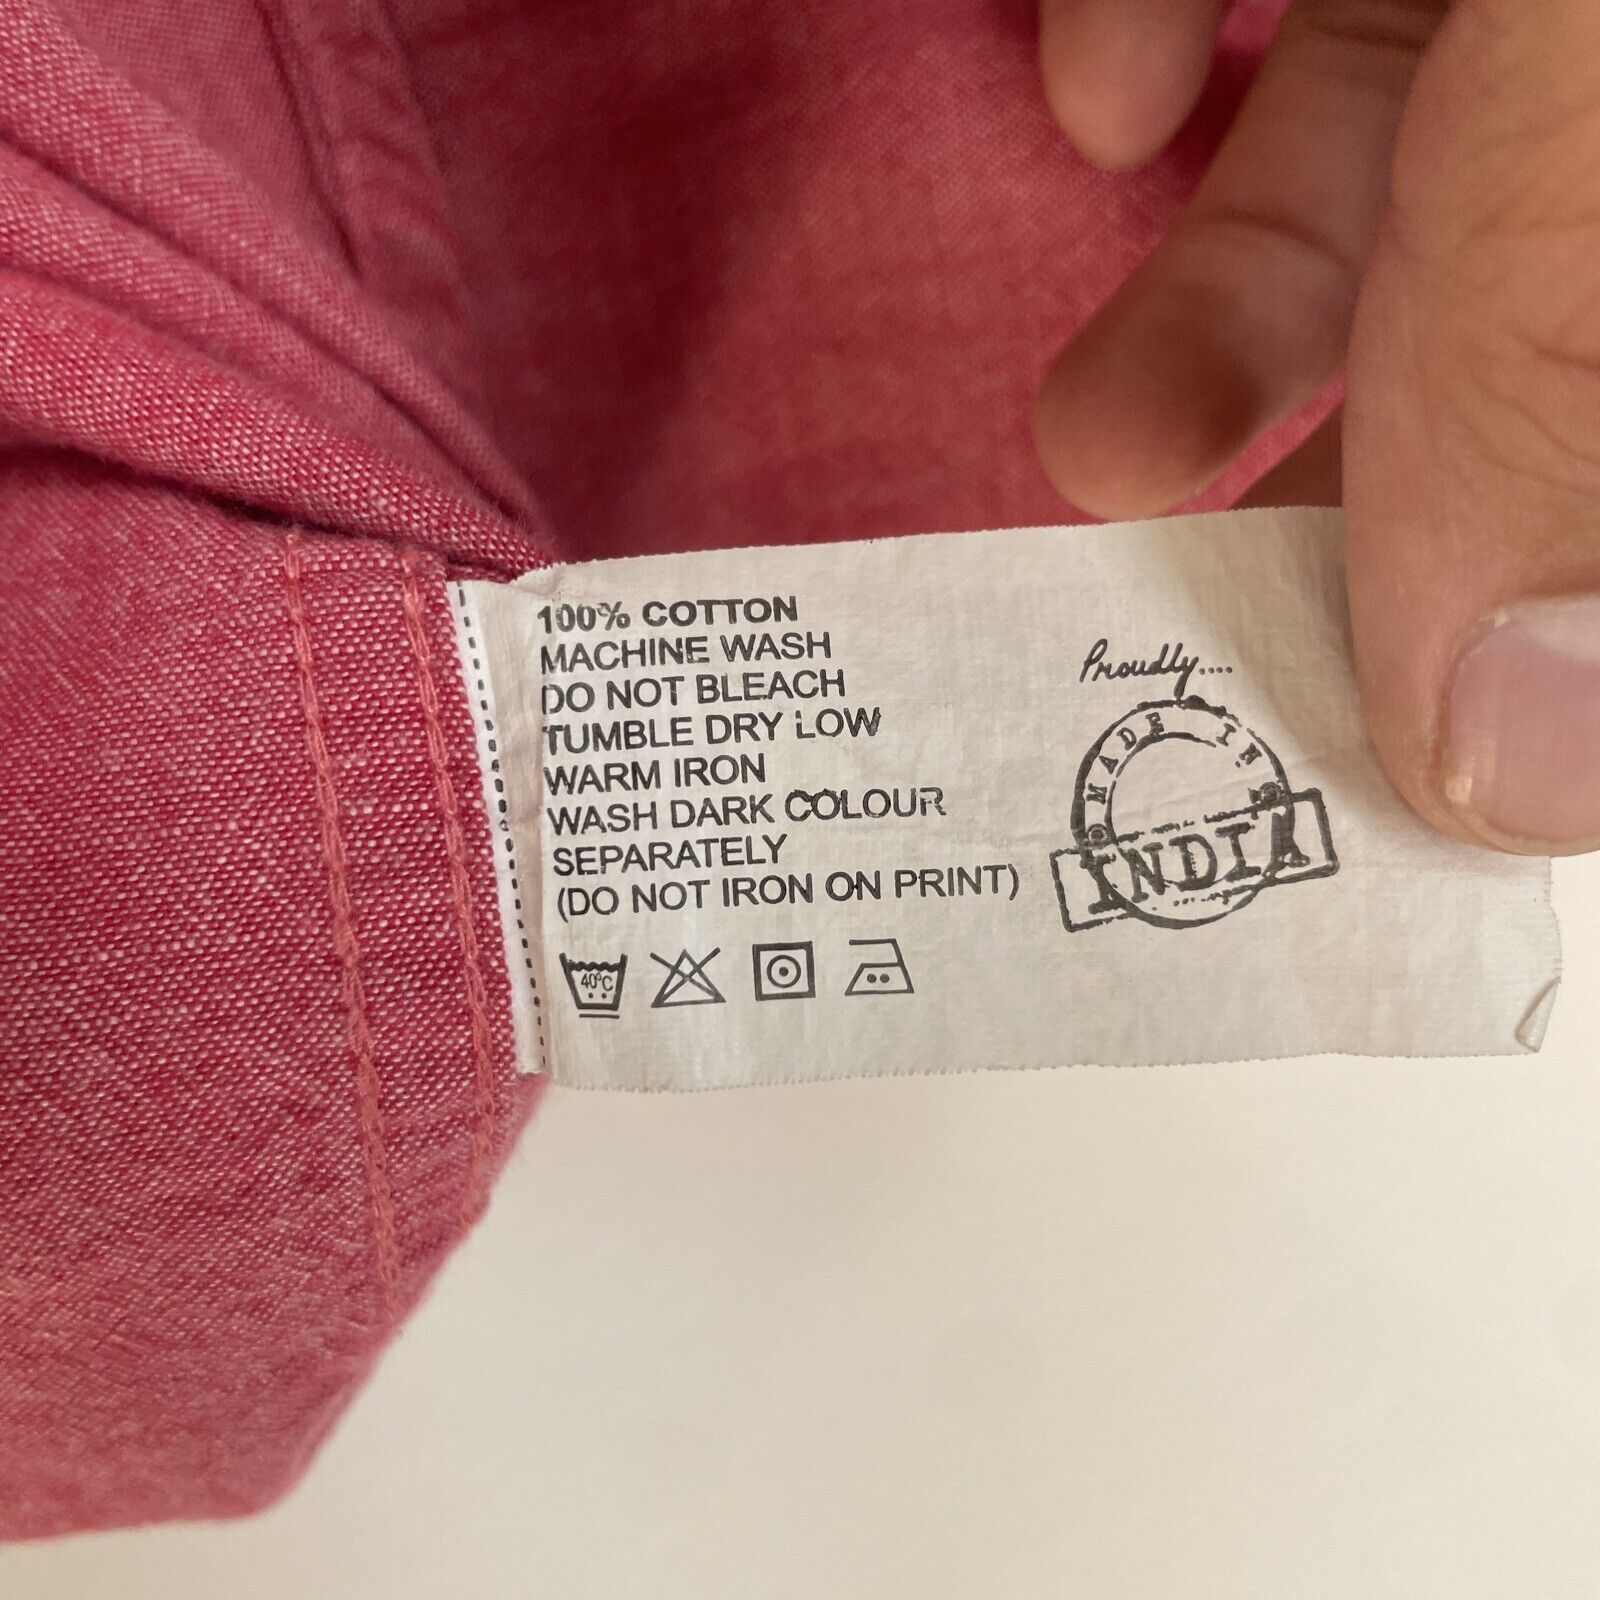 100% COTTON
MACHINE WASH
DO NOT BLEACH
TUMBLE DRY LOW
WARM IRON
WASH DARK COLOUR
SEPARATELY
(DO NOT IRON ON PRINT)
40°C
Proudly....
MADE IN
INDIA